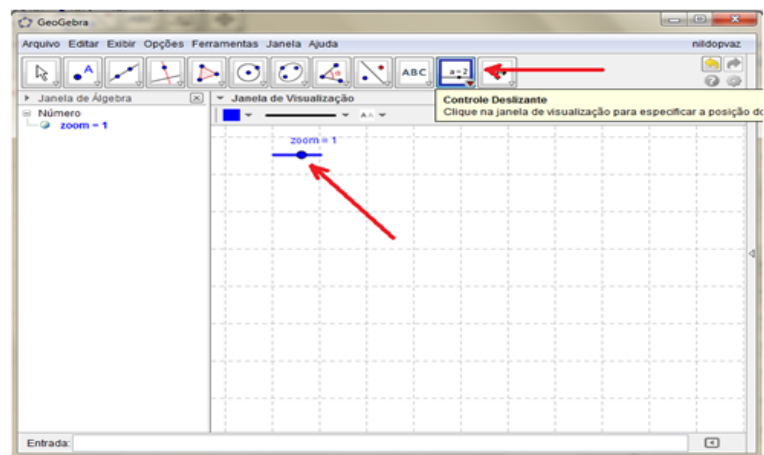 GeoGebra
Arquivo Editar Exibir Opções Ferramentas Janela Ajuda nildopvaz
A
ABC
a=2
Janela de Álgebra
Janela de Visualização
Controle Deslizante
Clique na janela de visualização para especificar a posição do
Número
zoom = 1
AA
zoom = 1
Entrada: